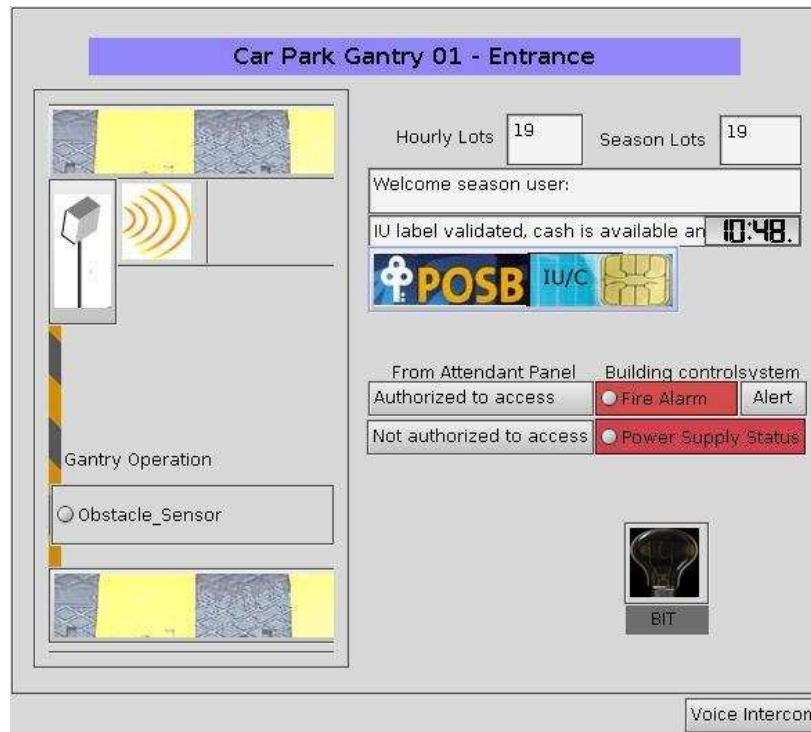 Car Park Gantry 01 - Entrance
Hourly Lots 19 Season Lots 19
Welcome season user:
IU label validated, cash is available an 10:48.
POSB IU/C
From Attendant Panel Building controlsystem
Authorized to access Fire Alarm Alert
Not authorized to access Power Supply Status
Gantry Operation
Obstacle_Sensor
BIT
Voice Intercom